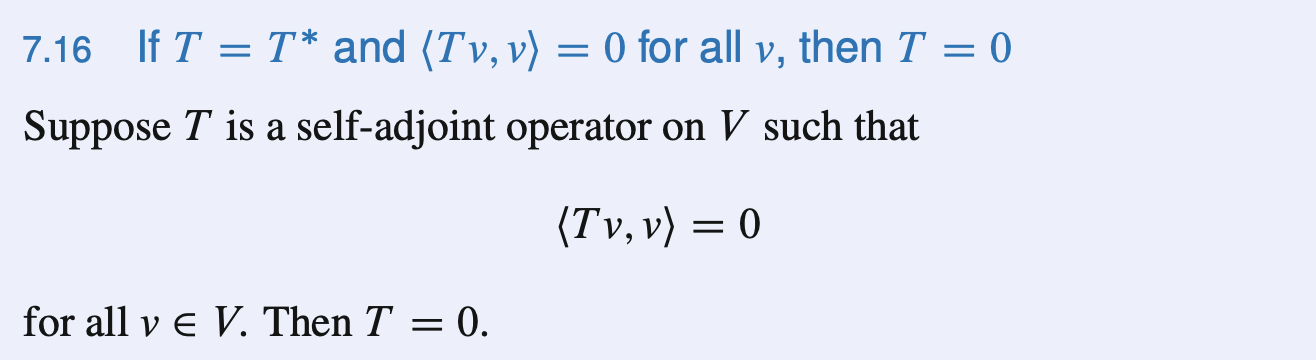 7.16 If T = T* and ⟨Tv, v⟩ = 0 for all v, then T = 0
Suppose T is a self-adjoint operator on V such that
⟨Tv, v⟩ = 0
for all v ∈ V. Then T = 0.